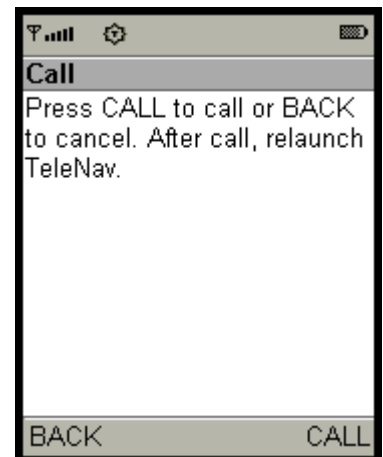 Call
Press CALL to call or BACK
to cancel. After call, relaunch
TeleNav.
BACK CALL